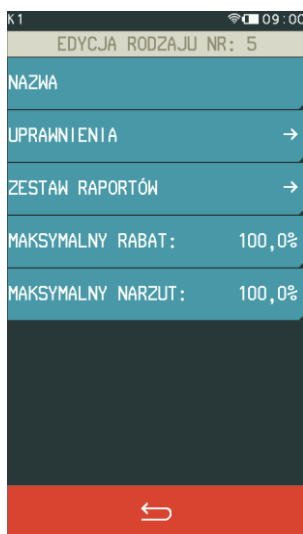 K1 09:00
EDYCJA RODZAJU NR: 5
NAZWA
UPRAWNIENIA
ZESTAW RAPORTÓW
MAKSYMALNY RABAT: 100,0%
MAKSYMALNY NARZUT: 100,0%